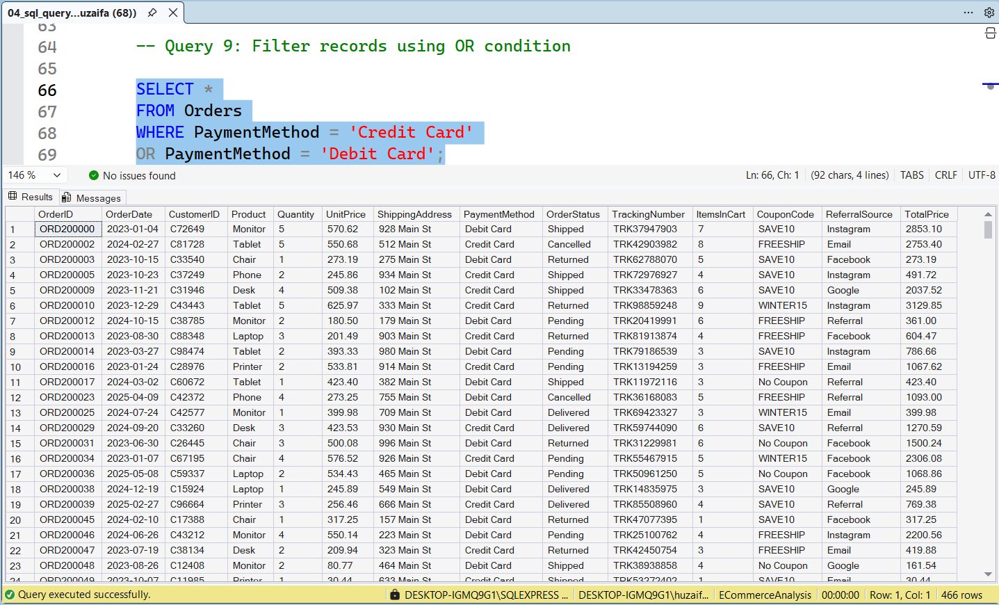 04_sql_query...uzaifa (68))
63
64 -- Query 9: Filter records using OR condition
65
66 SELECT *
67 FROM Orders
68 WHERE PaymentMethod = 'Credit Card'
69 OR PaymentMethod = 'Debit Card';
146 % No issues found Ln: 66, Ch: 1 (92 chars, 4 lines) TABS CRLF UTF-8
Results Messages
OrderID OrderDate CustomerID Product Quantity UnitPrice ShippingAddress PaymentMethod OrderStatus TrackingNumber ItemsInCart CouponCode ReferralSource TotalPrice
1 ORD200000 2023-01-04 C72649 Monitor 5 570.62 928 Main St Debit Card Shipped TRK37947903 7 SAVE10 Instagram 2853.10
2 ORD200002 2024-02-27 C81728 Tablet 5 550.68 512 Main St Credit Card Cancelled TRK42903982 8 FREESHIP Email 2753.40
3 ORD200003 2023-10-15 C33540 Chair 1 273.19 275 Main St Debit Card Returned TRK62788070 5 SAVE10 Facebook 273.19
4 ORD200005 2023-10-23 C37249 Phone 2 245.86 934 Main St Credit Card Shipped TRK72976927 4 SAVE10 Instagram 491.72
5 ORD200009 2023-11-21 C31946 Desk 4 509.38 102 Main St Credit Card Shipped TRK33478363 6 SAVE10 Google 2037.52
6 ORD200010 2023-12-29 C43443 Tablet 5 625.97 333 Main St Credit Card Returned TRK98859248 9 WINTER15 Instagram 3129.85
7 ORD200012 2024-10-15 C38785 Monitor 2 180.50 179 Main St Debit Card Pending TRK20419991 6 FREESHIP Referral 361.00
8 ORD200013 2023-08-30 C88348 Laptop 3 201.49 903 Main St Credit Card Returned TRK81913874 4 FREESHIP Facebook 604.47
9 ORD200014 2023-03-27 C98474 Tablet 2 393.33 980 Main St Debit Card Pending TRK79186539 3 SAVE10 Instagram 786.66
10 ORD200016 2023-01-24 C28976 Printer 2 533.81 914 Main St Credit Card Pending TRK13194259 3 FREESHIP Email 1067.62
11 ORD200017 2024-03-02 C60672 Tablet 1 423.40 382 Main St Debit Card Shipped TRK11972116 3 No Coupon Referral 423.40
12 ORD200023 2025-04-09 C42372 Phone 4 273.25 755 Main St Debit Card Cancelled TRK36168083 5 FREESHIP Referral 1093.00
13 ORD200025 2024-07-24 C42577 Monitor 1 399.98 709 Main St Debit Card Delivered TRK69423327 3 WINTER15 Email 399.98
14 ORD200029 2024-09-20 C33260 Desk 3 423.53 930 Main St Credit Card Delivered TRK59744090 6 SAVE10 Referral 1270.59
15 ORD200031 2023-06-30 C26445 Chair 3 500.08 996 Main St Debit Card Returned TRK31229981 6 No Coupon Facebook 1500.24
16 ORD200034 2023-01-07 C67195 Chair 4 576.52 926 Main St Credit Card Pending TRK55467915 5 WINTER15 Facebook 2306.08
17 ORD200036 2025-05-08 C59337 Laptop 2 534.43 465 Main St Debit Card Pending TRK50961250 5 No Coupon Facebook 1068.86
18 ORD200038 2024-12-19 C15924 Laptop 1 245.89 549 Main St Debit Card Delivered TRK14835975 3 SAVE10 Google 245.89
19 ORD200039 2025-02-27 C96664 Printer 3 256.46 666 Main St Credit Card Delivered TRK85508960 4 SAVE10 Referral 769.38
20 ORD200045 2024-02-10 C17388 Chair 1 317.25 157 Main St Debit Card Returned TRK47077395 1 SAVE10 Facebook 317.25
21 ORD200046 2024-06-26 C43212 Monitor 4 550.14 223 Main St Debit Card Pending TRK25100762 4 FREESHIP Instagram 2200.56
22 ORD200047 2023-07-19 C38134 Desk 2 209.94 323 Main St Credit Card Returned TRK42450754 3 FREESHIP Email 419.88
23 ORD200048 2023-08-26 C12408 Monitor 2 80.77 464 Main St Debit Card Shipped TRK38938858 4 No Coupon Google 161.54
24 ORD200049 2023-10-07 C11985 Printer 1 30.44 633 Main St Credit Card Shipped TRK53272402 1 SAVE10 Email 30.44
Query executed successfully. DESKTOP-IGMQ9G1\SQLEXPRESS ... DESKTOP-IGMQ9G1\huzaif... ECommerceAnalysis 00:00:00 Row: 1, Col: 1 466 rows